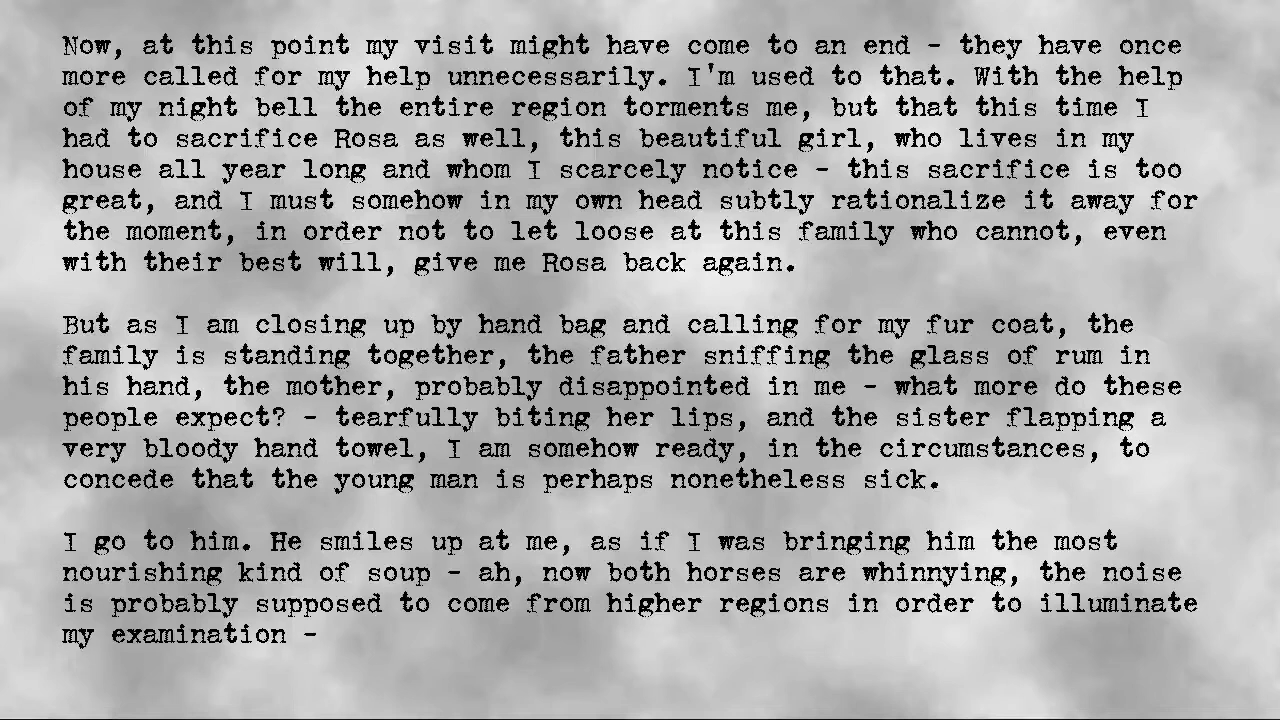 Now, at this point my visit might have come to an end - they have once
more called for my help unnecessarily. I'm used to that. With the help
of my night bell the entire region torments me, but that this time I
had to sacrifice Rosa as well, this beautiful girl, who lives in my
house all year long and whom I scarcely notice - this sacrifice is too
great, and I must somehow in my own head subtly rationalize it away for
the moment, in order not to let loose at this family who cannot, even
with their best will, give me Rosa back again.
But as I am closing up by hand bag and calling for my fur coat, the
family is standing together, the father sniffing the glass of rum in
his hand, the mother, probably disappointed in me - what more do these
people expect? - tearfully biting her lips, and the sister flapping a
very bloody hand towel, I am somehow ready, in the circumstances, to
concede that the young man is perhaps nonetheless sick.
I go to him. He smiles up at me, as if I was bringing him the most
nourishing kind of soup - ah, now both horses are whinnying, the noise
is probably supposed to come from higher regions in order to illuminate
my examination -